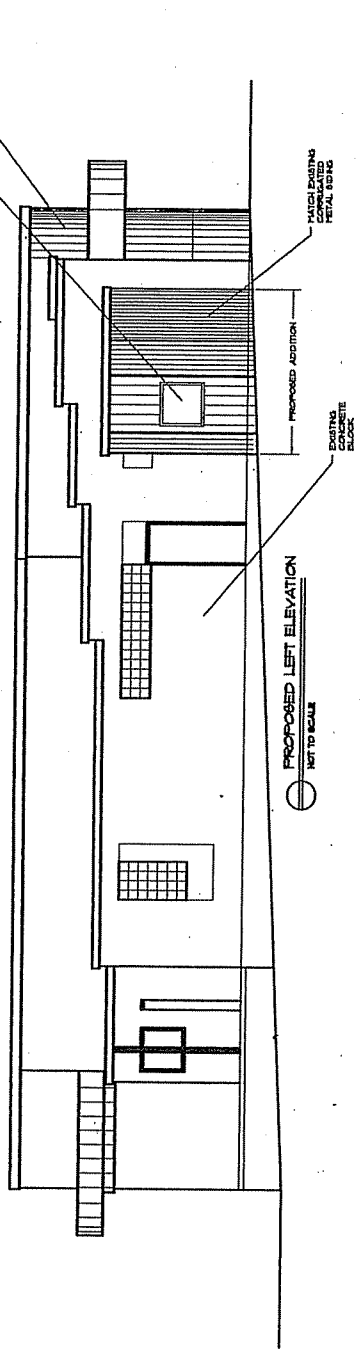 MATCH EXISTING
CORRUGATED
METAL SIDING
PROPOSED ADDITION
EXISTING
CONCRETE
BLOCK
PROPOSED LEFT ELEVATION
NOT TO SCALE